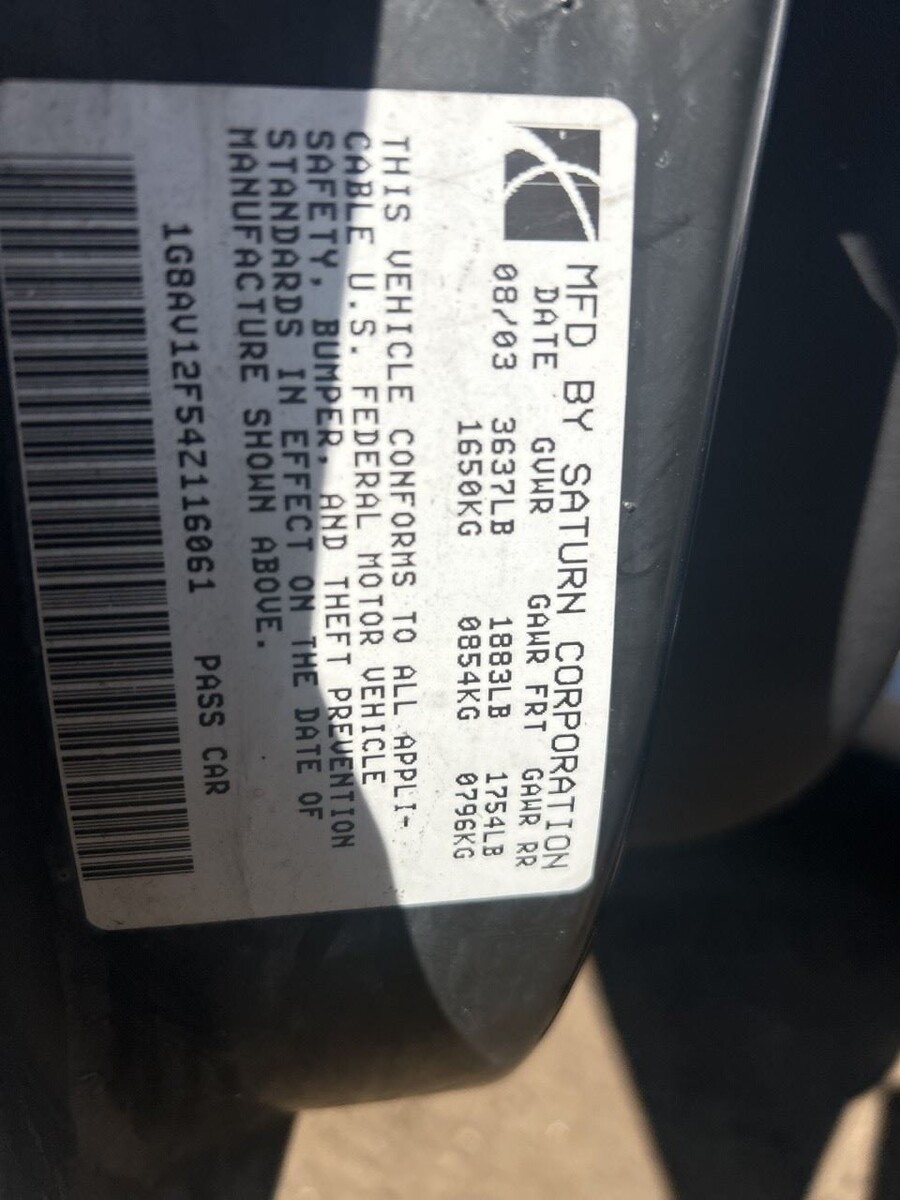 MFD BY SATURN CORPORATION
DATE GVWR GAWR FRT GAWR RR
08/03 3637LB 1883LB 1754LB
1650KG 0854KG 0796KG
THIS VEHICLE CONFORMS TO ALL APPLI-
CABLE U.S. FEDERAL MOTOR VEHICLE
SAFETY, BUMPER, AND THEFT PREVENTION
STANDARDS IN EFFECT ON THE DATE OF
MANUFACTURE SHOWN ABOVE.
1G8AV12F54Z116061 PASS CAR